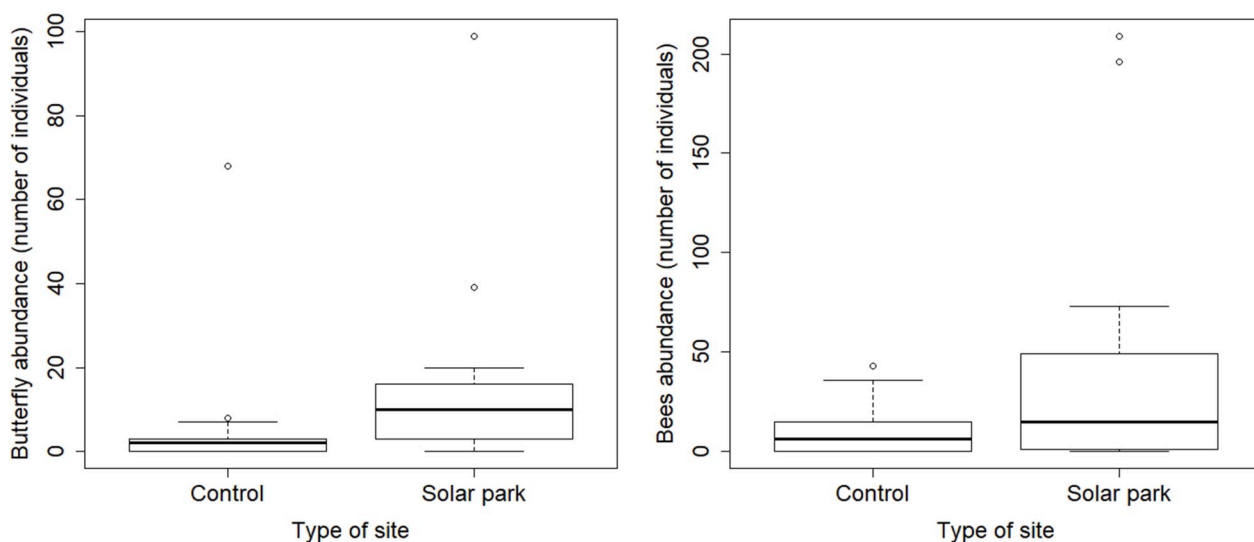 Butterfly abundance (number of individuals)
100
80
60
40
20
0
Control
Solar park
Type of site
Bees abundance (number of individuals)
200
150
100
50
0
Control
Solar park
Type of site